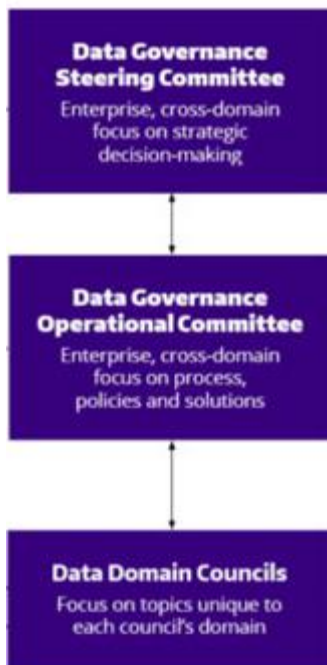 Data Governance
Steering Committee
Enterprise, cross-domain
focus on strategic
decision-making
Data Governance
Operational Committee
Enterprise, cross-domain
focus on process,
policies and solutions
Data Domain Councils
Focus on topics unique to
each council's domain